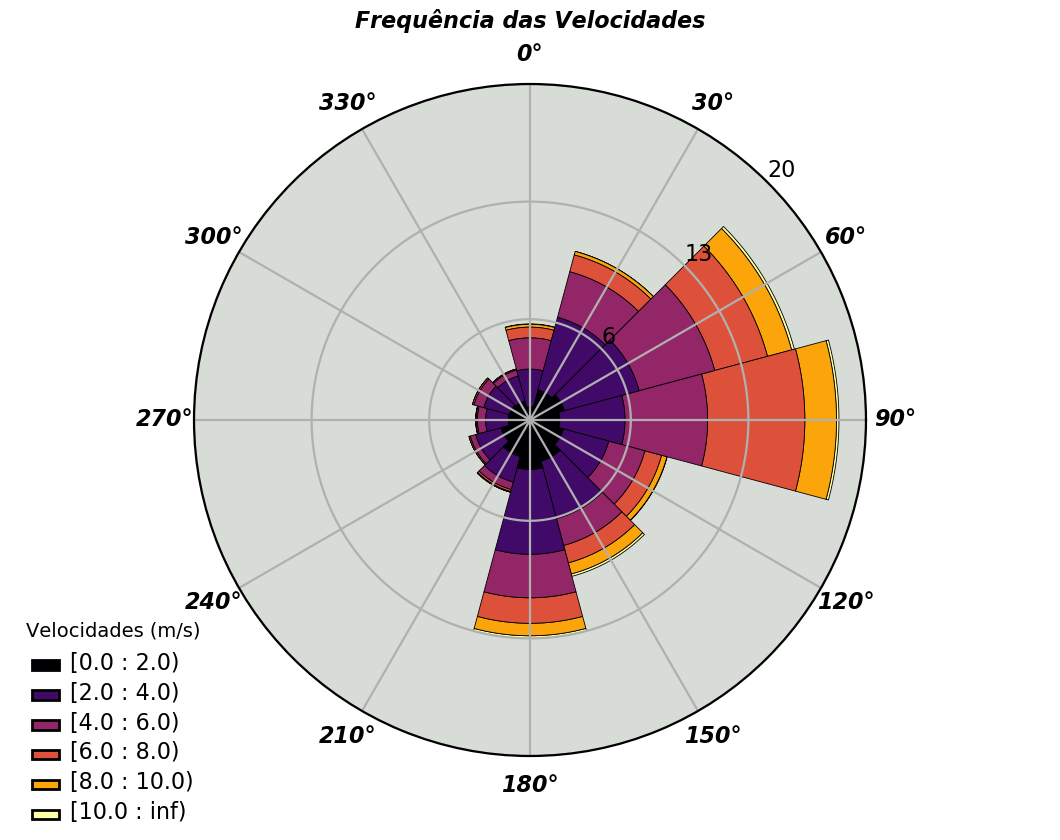 Frequência das Velocidades
0°
330°
30°
20
300°
60°
13
6
270°
90°
240°
120°
Velocidades (m/s)
[0.0 : 2.0)
[2.0 : 4.0)
[4.0 : 6.0)
210°
150°
[6.0 : 8.0)
[8.0 : 10.0)
180°
[10.0 : inf)